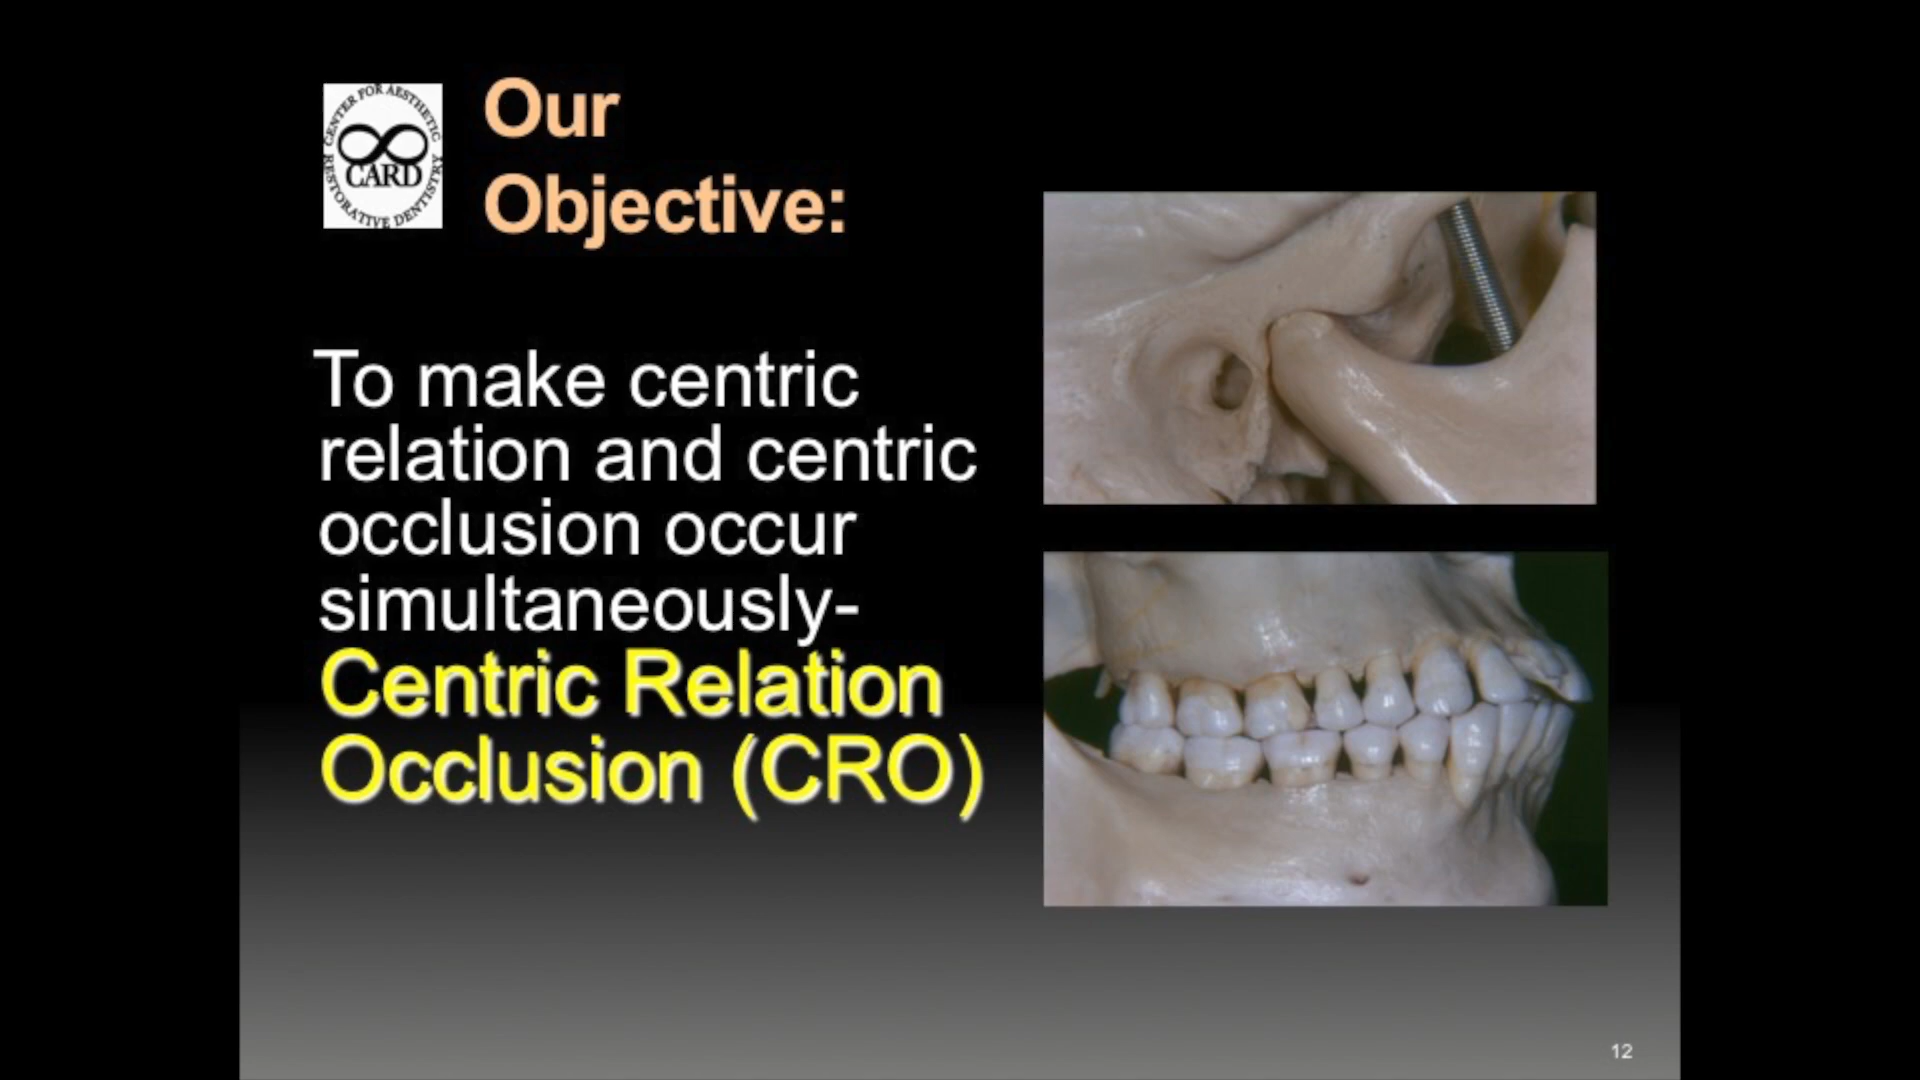 CENTER FOR AESTHETIC
CARD
RESTORATIVE DENTISTRY
Our
Objective:
To make centric
relation and centric
occlusion occur
simultaneously-
Centric Relation
Occlusion (CRO)
12